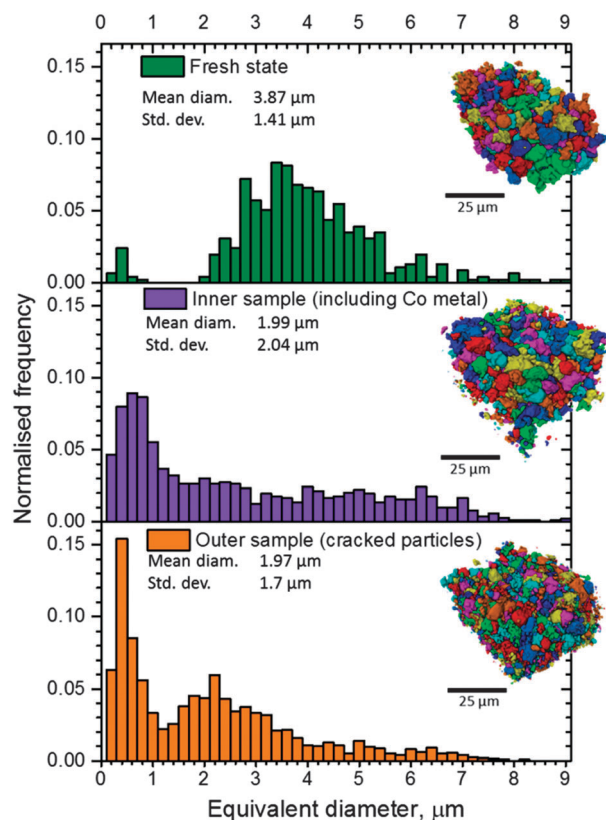 0 1 2 3 4 5 6 7 8 9
0.15
0.10
0.05
0.00
Fresh state
Mean diam. 3.87 µm
Std. dev. 1.41 µm
25 µm
0.15
0.10
0.05
0.00
Inner sample (including Co metal)
Mean diam. 1.99 µm
Std. dev. 2.04 µm
25 µm
0.15
0.10
0.05
0.00
Outer sample (cracked particles)
Mean diam. 1.97 µm
Std. dev. 1.7 µm
25 µm
0 1 2 3 4 5 6 7 8 9
Normalised frequency
Equivalent diameter, µm